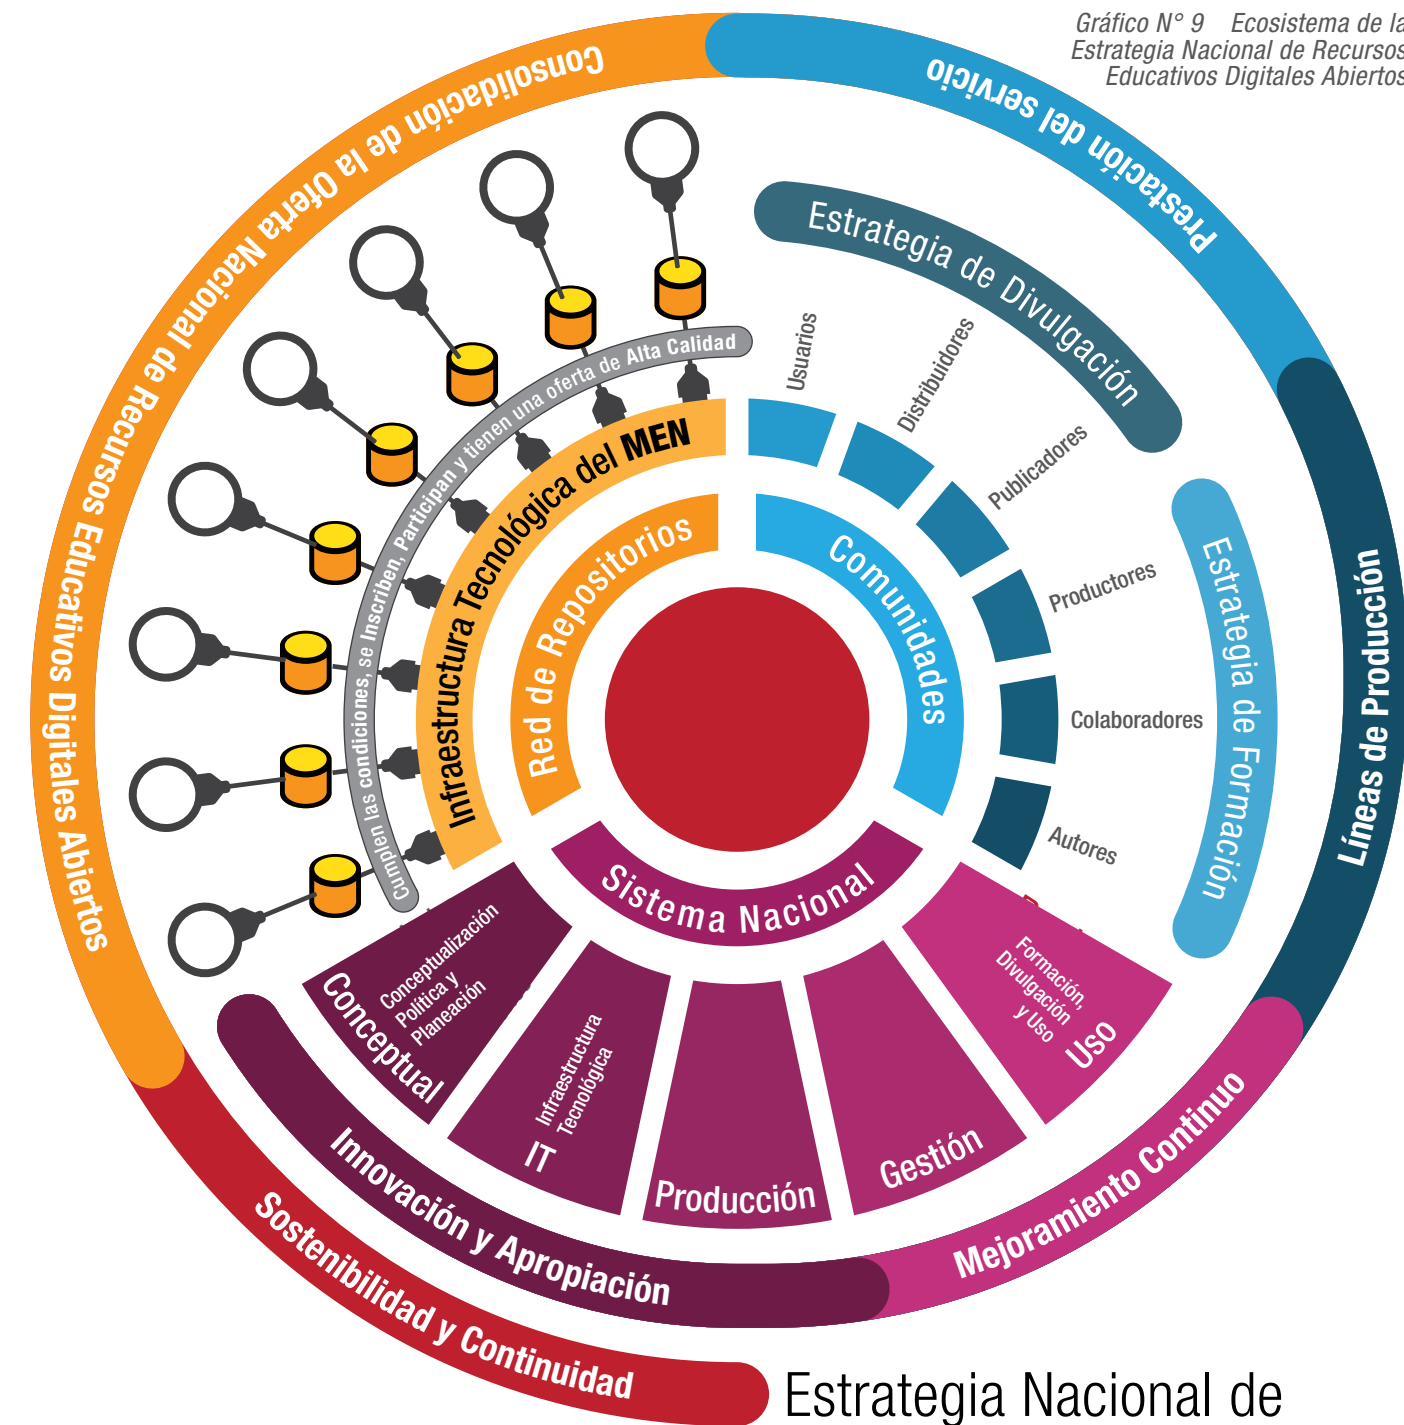 Gráfico N° 9 Ecosistema de la
Estrategia Nacional de Recursos
Educativos Digitales Abiertos
Consolidación de la Oferta Nacional de Recursos Educativos Digitales Abiertos
Prestación del servicio
Líneas de Producción
Mejoramiento Continuo
Innovación y Apropiación
Sostenibilidad y Continuidad
Estrategia de Divulgación
Estrategia de Formación
Cumplen las condiciones, se Inscriben, Participan y tienen una oferta de Alta Calidad
Infraestructura Tecnológica del MEN
Red de Repositorios
Comunidades
Sistema Nacional
Usuarios
Distribuidores
Publicadores
Productores
Colaboradores
Autores
Conceptualización
Política y
Planeación
Conceptual
Infraestructura
Tecnológica
IT
Producción
Gestión
Formación,
Divulgación
y Uso
Uso
Estrategia Nacional de